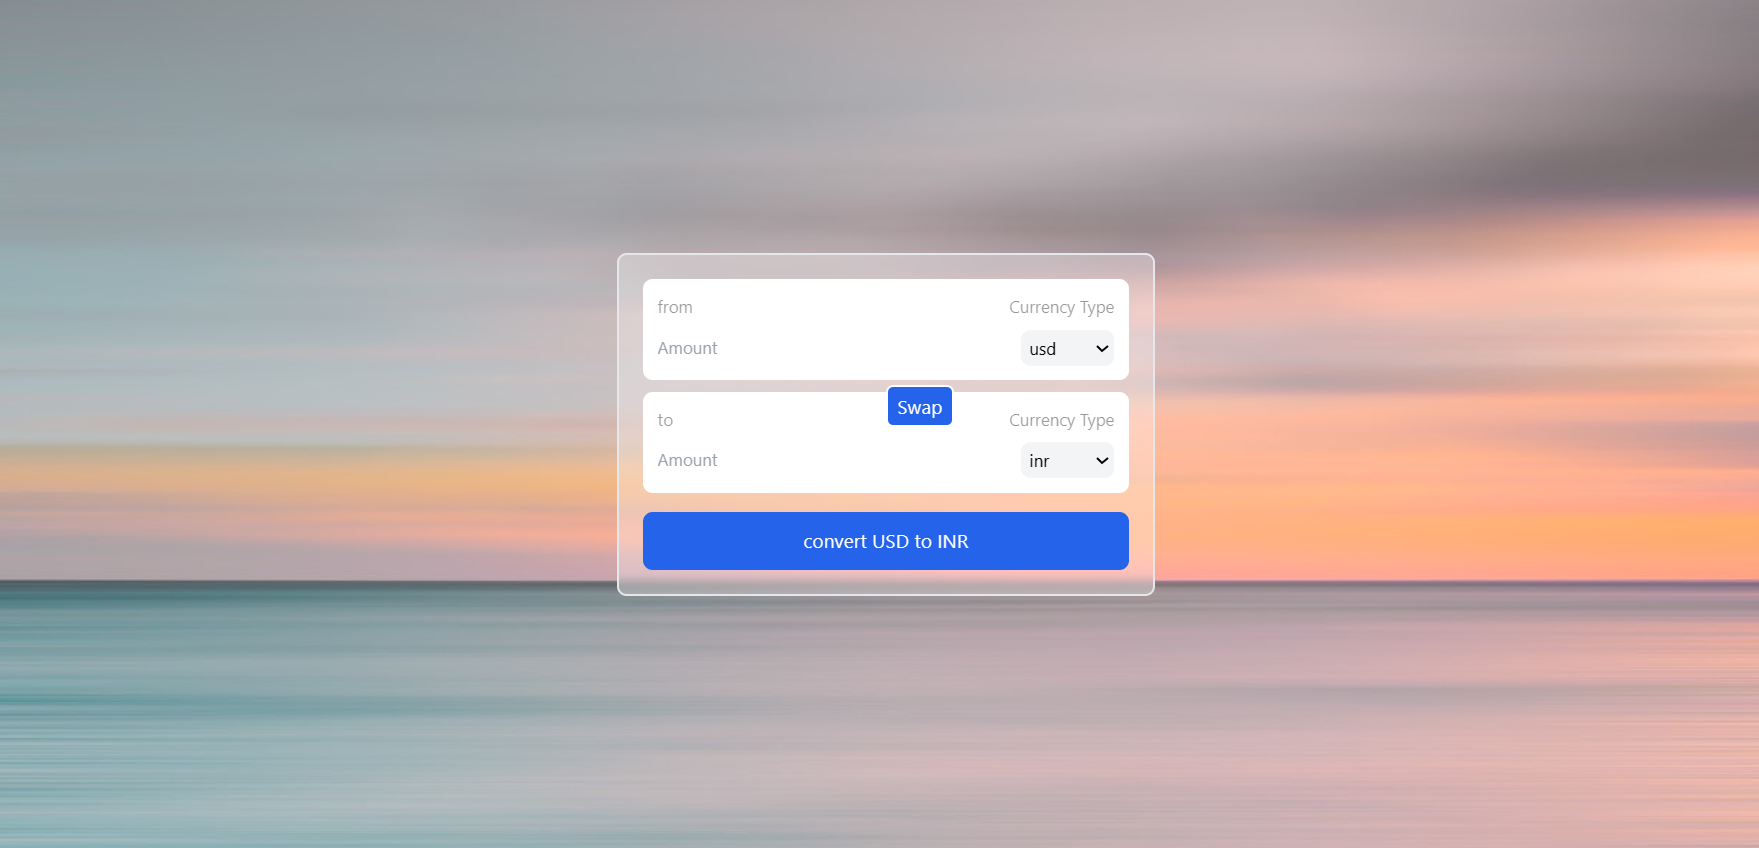 from Currency Type
Amount usd
Swap
to Currency Type
Amount inr
convert USD to INR